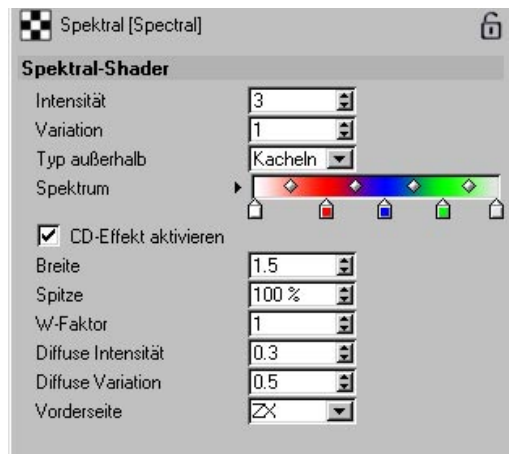 Spektral [Spectral]
Spektral-Shader
Intensität 3
Variation 1
Typ außerhalb Kacheln
Spektrum
CD-Effekt aktivieren
Breite 1.5
Spitze 100 %
W-Faktor 1
Diffuse Intensität 0.3
Diffuse Variation 0.5
Vorderseite ZX